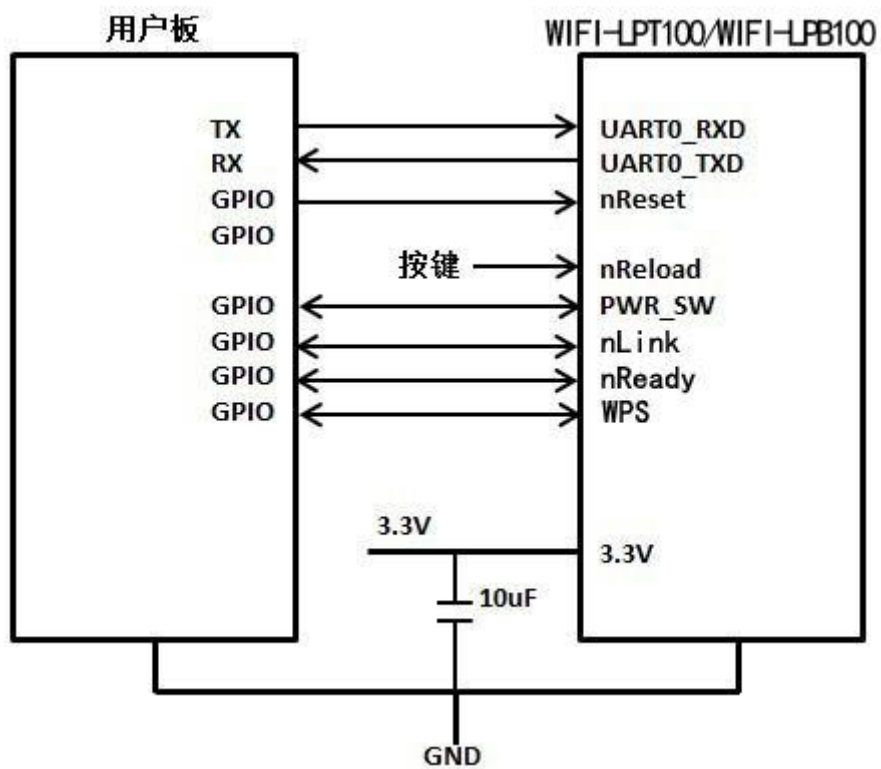 用户板
WIFI-LPT100/WIFI-LPB100
TX
UART0_RXD
RX
UART0_TXD
GPIO
nReset
GPIO
按键
nReload
GPIO
PWR_SW
GPIO
nLink
GPIO
nReady
GPIO
WPS
3.3V
3.3V
10uF
GND